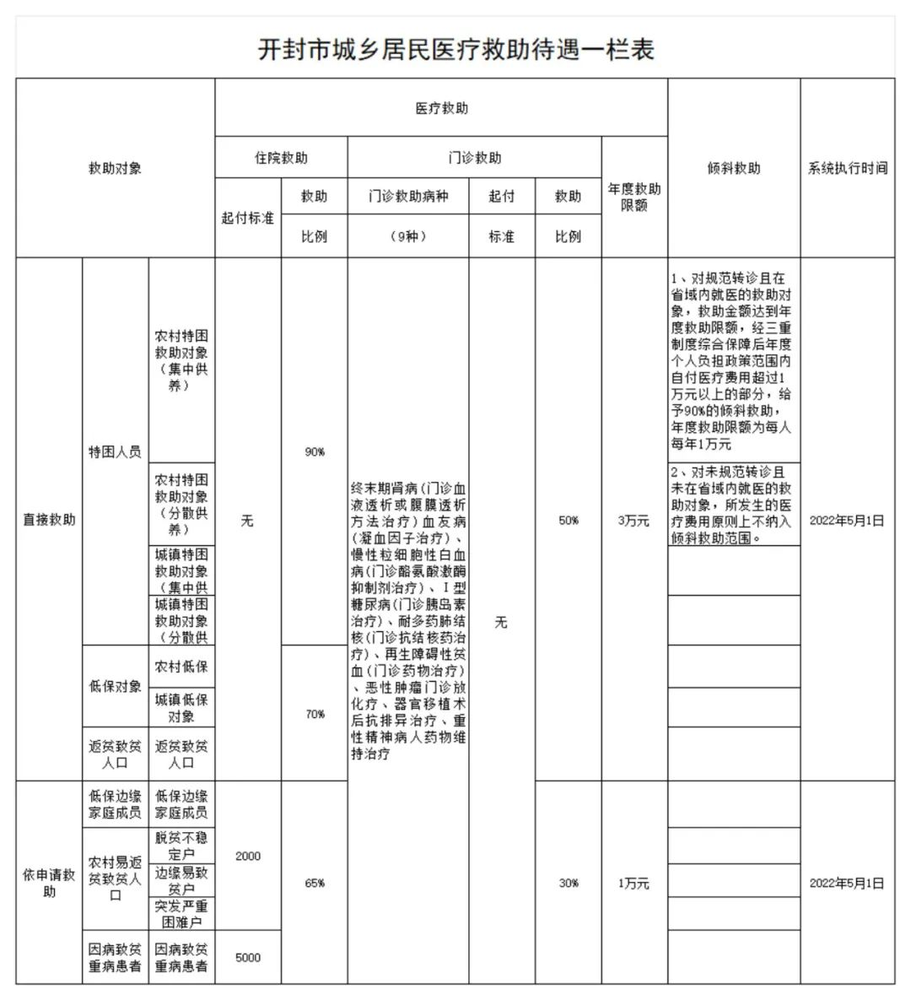 开封市城乡居民医疗救助待遇一栏表
救助对象
医疗救助
倾斜救助
系统执行时间
住院救助
门诊救助
年度救助
限额
起付标准
救助
比例
门诊救助病种
（9种）
起付
标准
救助
比例
直接救助
特困人员
农村特困
救助对象
（集中供
养）
农村特困
救助对象
（分散供
养）
城镇特困
救助对象
（集中供
城镇特困
救助对象
（分散供
低保对象
农村低保
城镇低保
对象
返贫致贫
人口
返贫致贫
人口
无
90%
70%
终末期肾病(门诊血
液透析或腹膜透析
方法治疗)血友病
(凝血因子治疗)、
慢性粒细胞性白血
病(门诊酪氨酸激酶
抑制剂治疗)、Ⅰ型
糖尿病(门诊胰岛素
治疗)、耐多药肺结
核(门诊抗结核药治
疗)、再生障碍性贫
血(门诊药物治疗)
、恶性肿瘤门诊放
化疗、器官移植术
后抗排异治疗、重
性精神病人药物维
持治疗
无
50%
3万元
1、对规范转诊且在
省域内就医的救助对
象，救助金额达到年
度救助限额，经三重
制度综合保障后年度
个人负担政策范围内
自付医疗费用超过1
万元以上的部分，给
予90%的倾斜救助，
年度救助限额为每人
每年1万元
2、对未规范转诊且
未在省域内就医的救
助对象，所发生的医
疗费用原则上不纳入
倾斜救助范围。
2022年5月1日
依申请救
助
低保边缘
家庭成员
低保边缘
家庭成员
农村易返
贫致贫人
口
脱贫不稳
定户
边缘易致
贫户
突发严重
困难户
因病致贫
重病患者
因病致贫
重病患者
2000
5000
65%
30%
1万元
2022年5月1日